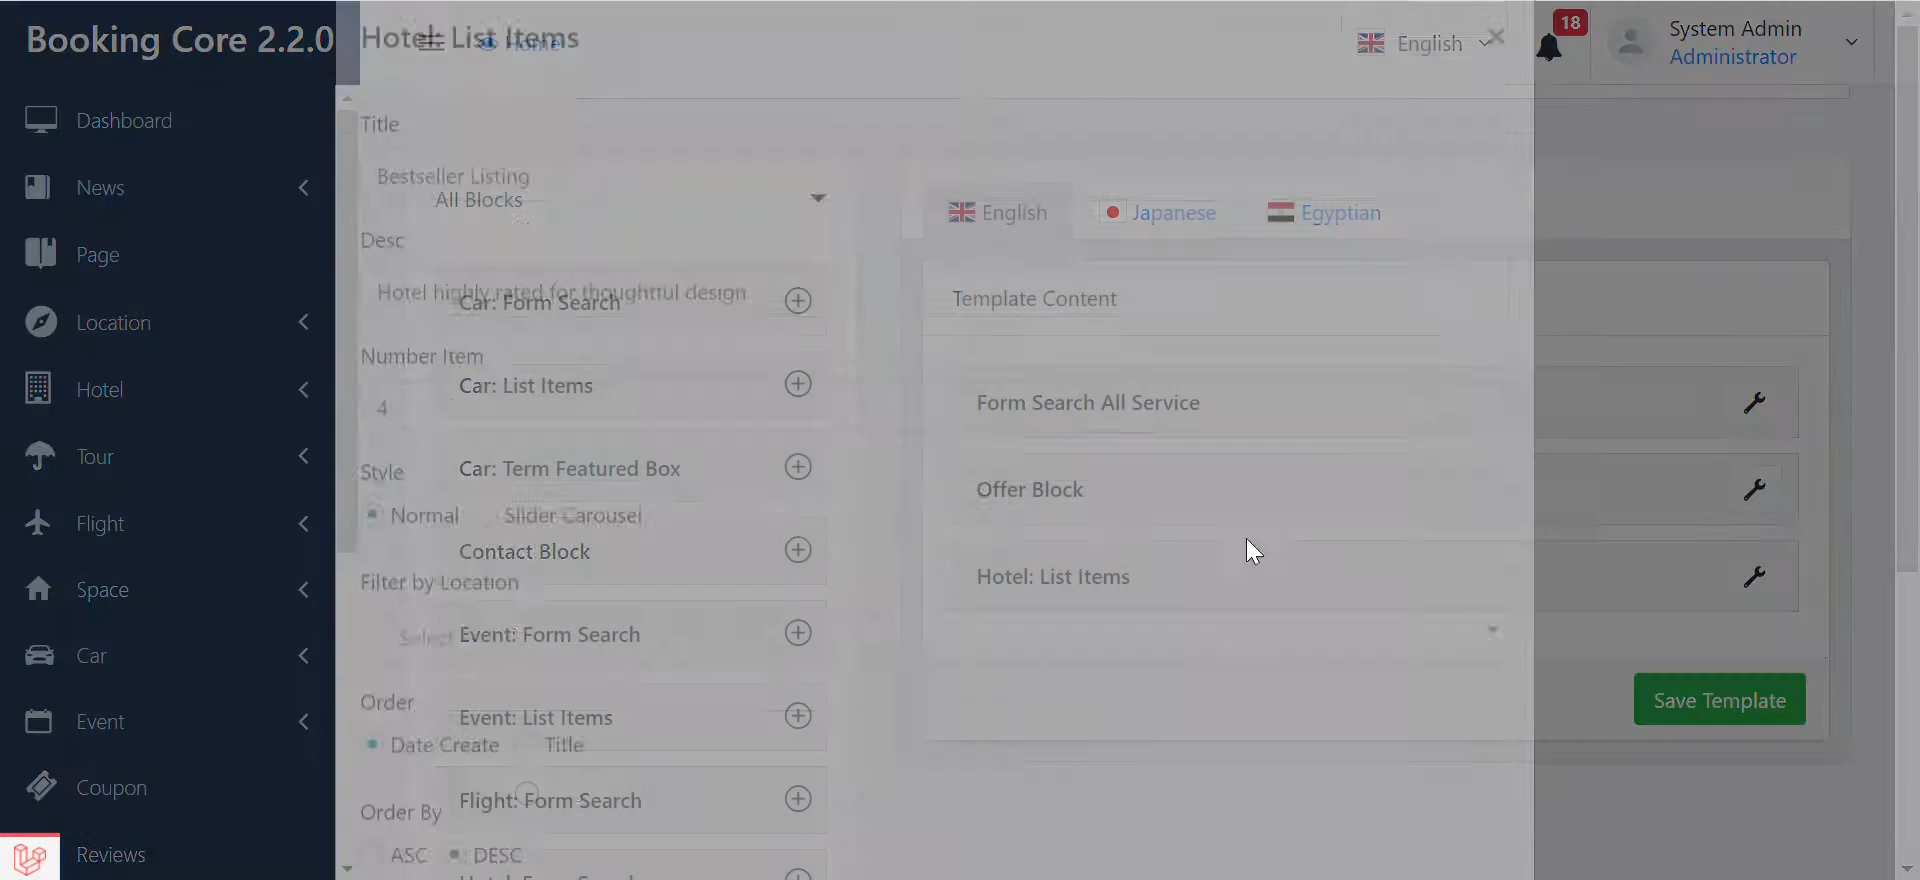 Booking Core 2.2.0
Hotel: List Items
Home
English
18
System Admin
Administrator
Dashboard
News
Page
Location
Hotel
Tour
Flight
Space
Car
Event
Coupon
Reviews
Title
Bestseller Listing
All Blocks
Desc
Hotel highly rated for thoughtful design
Car: Form Search
Number Item
Car: List Items
4
Car: Term Featured Box
Style
Normal
Slider Carousel
Contact Block
Filter by Location
Select
Event: Form Search
Order
Event: List Items
Date Create
Title
Flight: Form Search
Order By
ASC
DESC
English
Japanese
Egyptian
Template Content
Form Search All Service
Offer Block
Hotel: List Items
Save Template